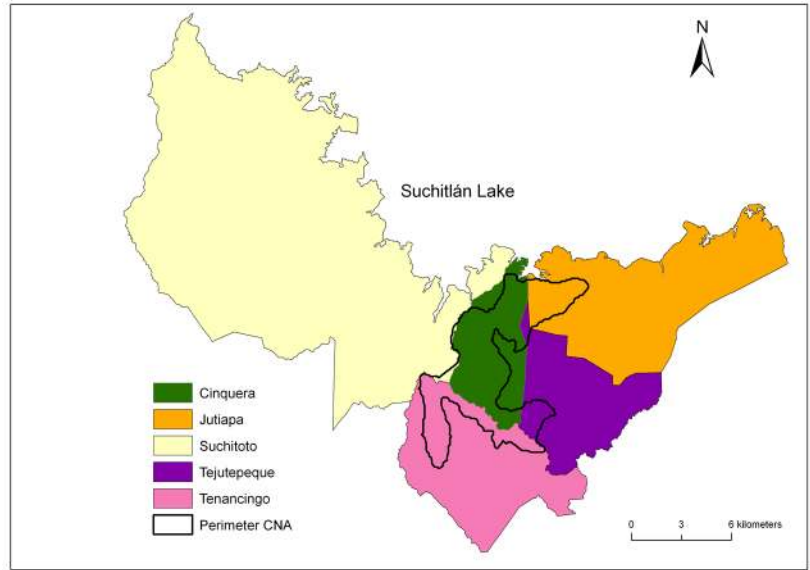 N
Suchitlán Lake
Cinquera
Jutiapa
Suchitoto
Tejutepeque
Tenancingo
Perimeter CNA
0 3 6 kilometers